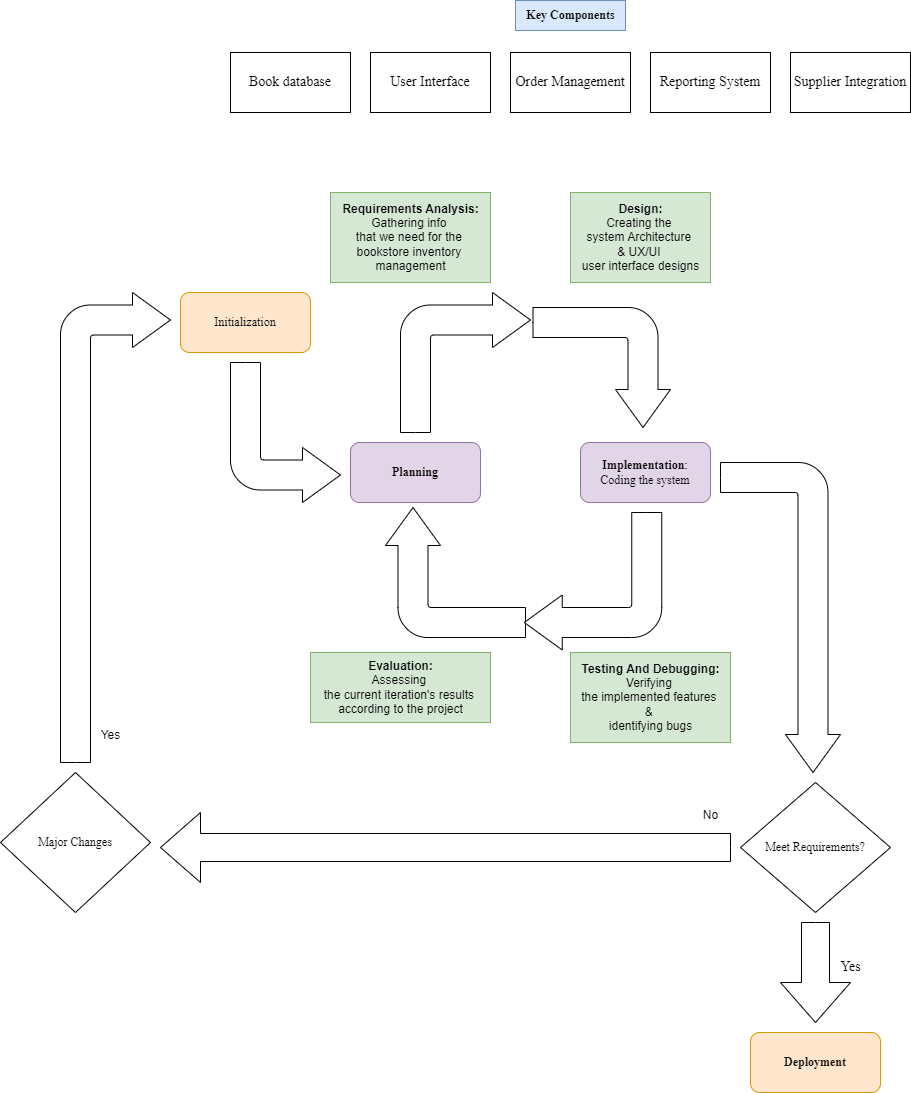 Key Components
Book database
User Interface
Order Management
Reporting System
Supplier Integration
Requirements Analysis:
Gathering info
that we need for the
bookstore inventory
management
Design:
Creating the
system Architecture
& UX/UI
user interface designs
Initialization
Planning
Implementation:
Coding the system
Evaluation:
Assessing
the current iteration's results
according to the project
Testing And Debugging:
Verifying
the implemented features
&
identifying bugs
Yes
Major Changes
No
Meet Requirements?
Yes
Deployment